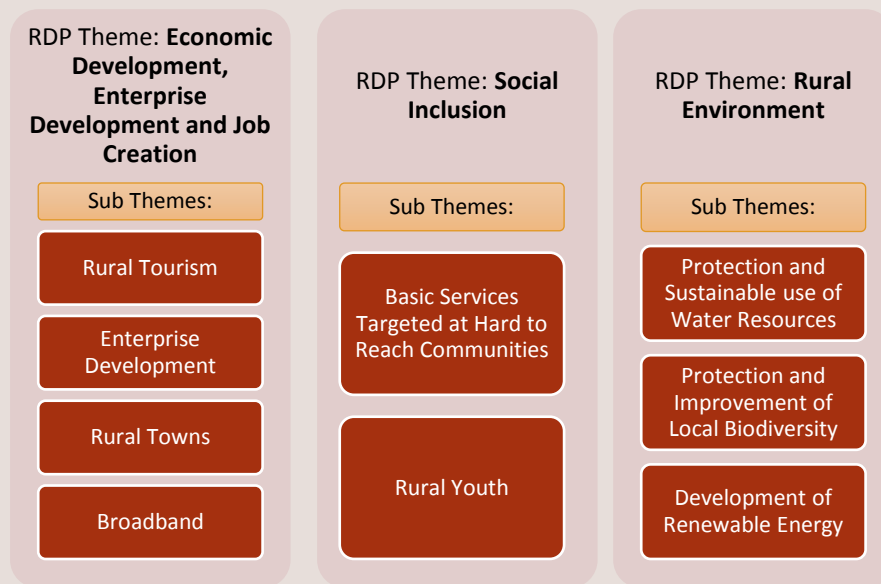 RDP Theme: Economic
Development,
Enterprise
Development and Job
Creation
Sub Themes:
Rural Tourism
Enterprise
Development
Rural Towns
Broadband
RDP Theme: Social
Inclusion
Sub Themes:
Basic Services
Targeted at Hard to
Reach Communities
Rural Youth
RDP Theme: Rural
Environment
Sub Themes:
Protection and
Sustainable use of
Water Resources
Protection and
Improvement of
Local Biodiversity
Development of
Renewable Energy